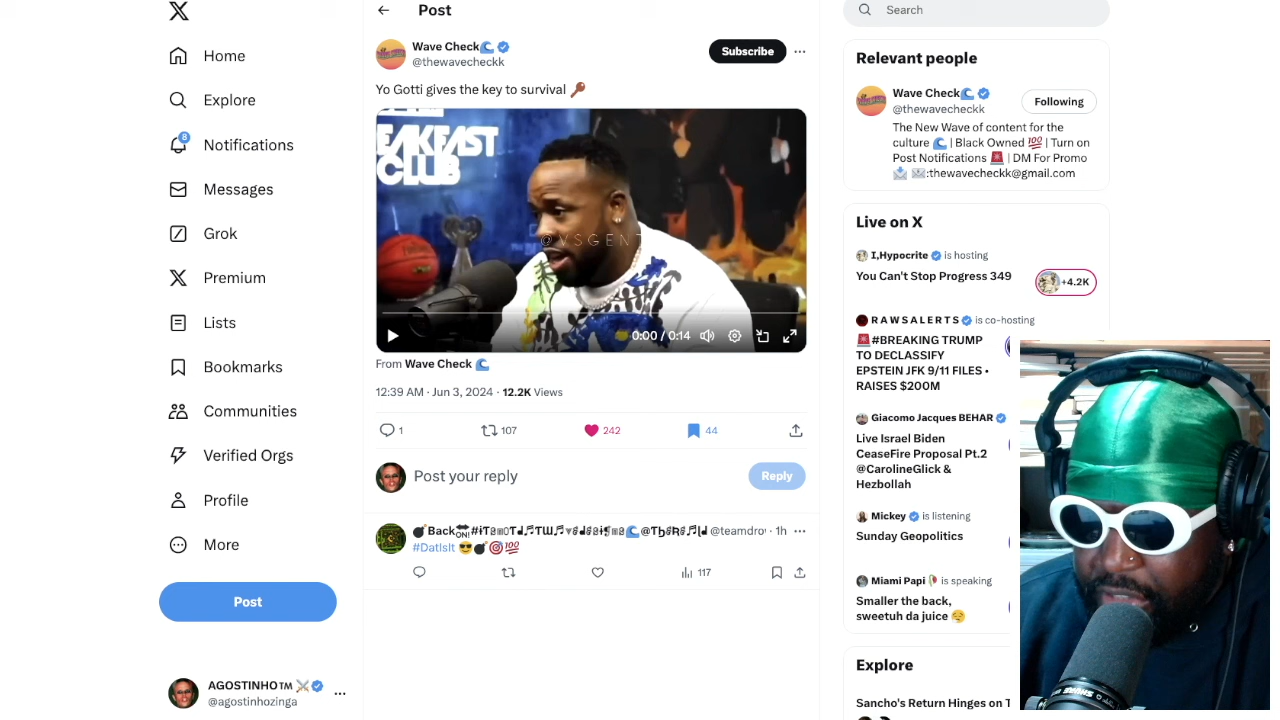 Home
Explore
8
Notifications
Messages
Grok
Premium
Lists
Bookmarks
Communities
Verified Orgs
Profile
More
Post
AGOSTINHO™ ⚔️
@agostinhozinga
Post
Wave Check🌊
@thewavecheckk
Subscribe
Yo Gotti gives the key to survival 🗝️
EAKFAST
CLUB
@VSGENT
0:00 / 0:14
From Wave Check 🌊
12:39 AM · Jun 3, 2024 · 12.2K Views
1
107
242
44
Post your reply
Reply
@teamdro · 1h
#DatIsIt 😎💣🎯💯
117
Search
Relevant people
Wave Check🌊
@thewavecheckk
Following
The New Wave of content for the
culture 🌊 | Black Owned 💯 | Turn on
Post Notifications 🚨 | DM For Promo
📩 ✉️:thewavecheckk@gmail.com
Live on X
I,Hypocrite is hosting
You Can't Stop Progress 349
+4.2K
R A W S A L E R T S is co-hosting
🚨#BREAKING TRUMP
TO DECLASSIFY
EPSTEIN JFK 9/11 FILES •
RAISES $200M
Giacomo Jacques BEHAR
Live Israel Biden
CeaseFire Proposal Pt.2
@CarolineGlick &
Hezbollah
Mickey is listening
Sunday Geopolitics
Miami Papi is speaking
Smaller the back,
sweetuh da juice 😏
Explore
Sancho's Return Hinges on
SHURE